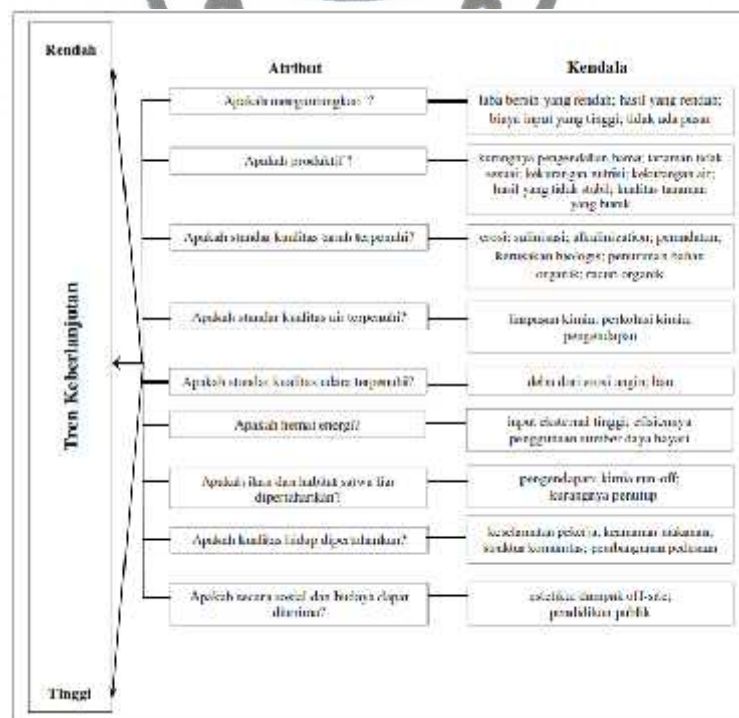 Rendah
Atribut
Kendala
Apakah menguntungkan ?
laba bersih yang rendah; hasil yang rendah;
biaya input yang tinggi; tidak ada pasar
Apakah produktif ?
kurangnya pengendalian hama; tanaman tidak
sesuai; kekurangan nutrisi; kekurangan air;
hasil yang tidak stabil; kualitas tanaman
yang buruk
Apakah standar kualitas tanah terpenuhi?
erosi; salinisasi; alkalinization; pemadatan;
kerusakan biologis; penurunan bahan
organik; racun organik
Apakah standar kualitas air terpenuhi?
limpasan kimia; perkolasi kimia;
pengendapan
Apakah standar kualitas udara terpenuhi?
debu dari erosi angin; bau
Apakah hemat energi?
input eksternal tinggi; efisiensya
penggunaan sumber daya hayati
Apakah ikan dan habitat satwa liar
dipertahankan?
pengendapan; kimia run-off;
kurangnya penutup
Apakah kualitas hidup dipertahankan?
keselamatan pekerja; keamanan makanan;
struktur komunitas; pembangunan pedesaan
Apakah secara sosial dan budaya dapat
diterima?
estetika; dampak off-site;
pendidikan publik
Tren Keberlanjutan
Tinggi